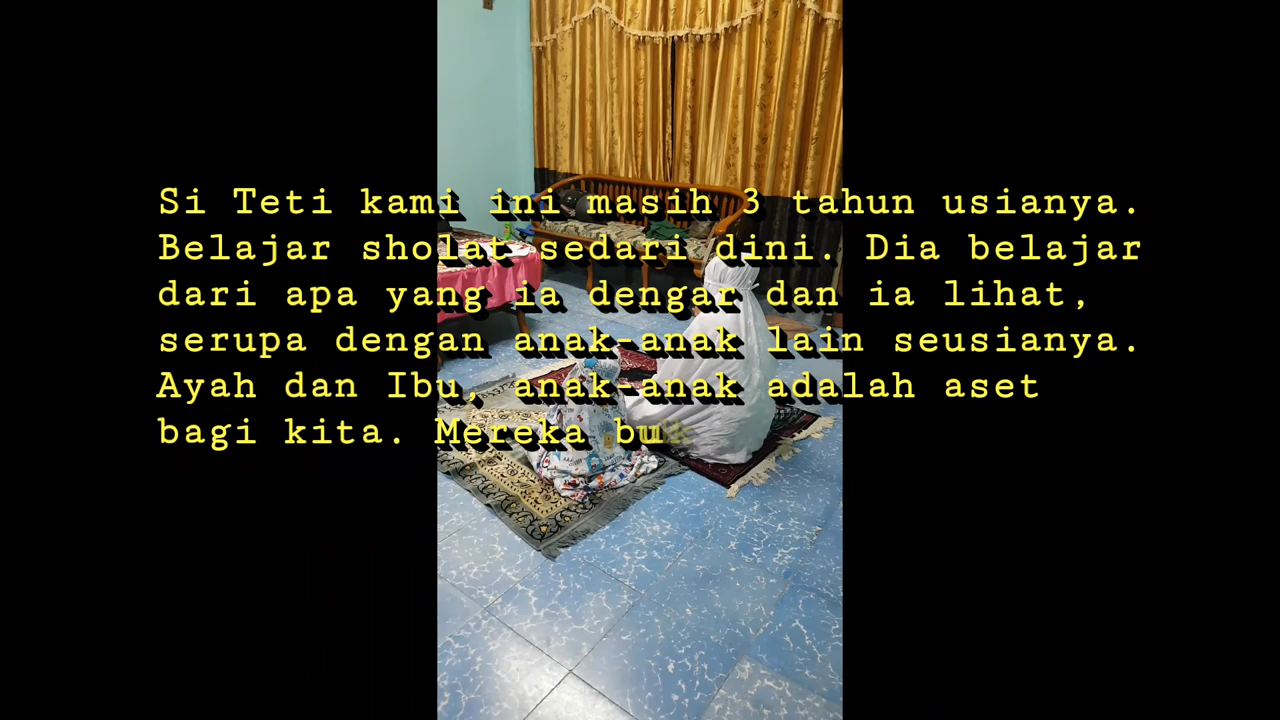 Si Teti kami ini masih 3 tahun usianya.
Belajar sholat sedari dini. Dia belajar
dari apa yang ia dengar dan ia lihat,
serupa dengan anak-anak lain seusianya.
Ayah dan Ibu, anak-anak adalah aset
bagi kita. Mereka buk